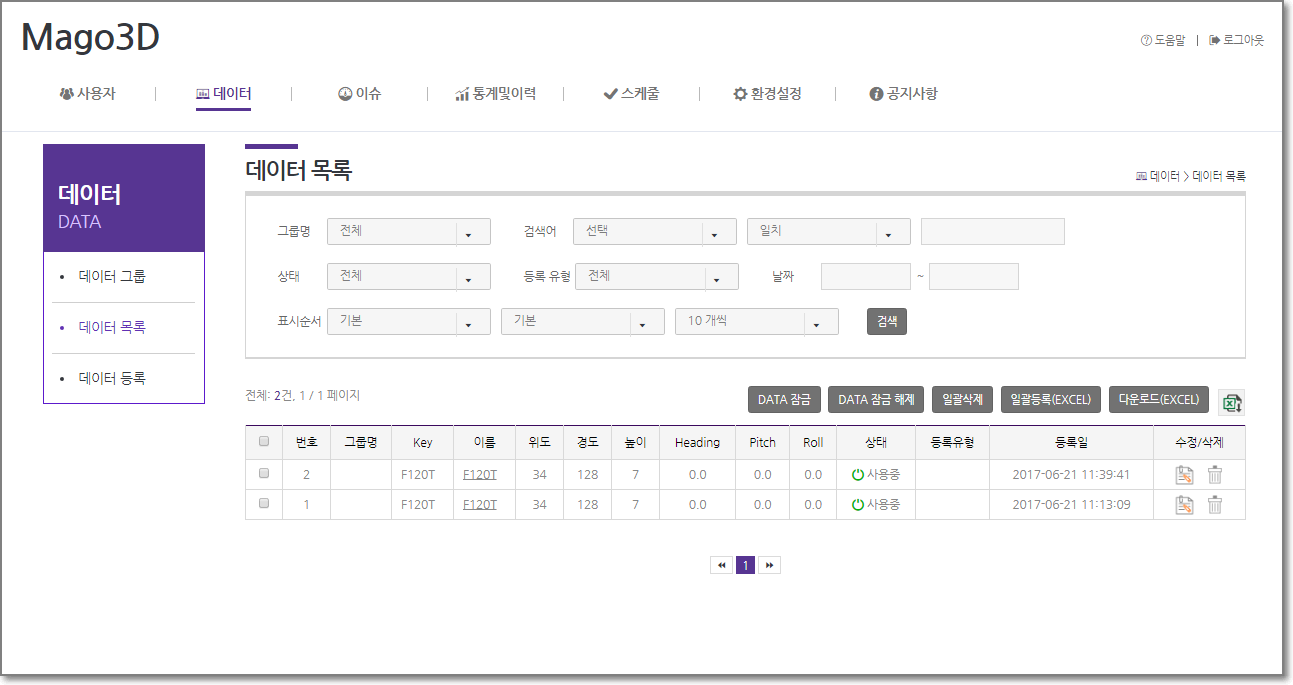 Mago3D
도움말 | 로그아웃
사용자 | 데이터 | 이슈 | 통계및이력 | 스케줄 | 환경설정 | 공지사항
데이터
DATA
• 데이터 그룹
• 데이터 목록
• 데이터 등록
데이터 목록
데이터 > 데이터 목록
그룹명 전체 검색어 선택 일치
상태 전체 등록 유형 전체 날짜 ~
표시순서 기본 기본 10 개씩 검색
전체: 2건, 1 / 1 페이지
DATA 잠금 DATA 잠금 해제 일괄삭제 일괄등록(EXCEL) 다운로드(EXCEL)
번호 그룹명 Key 이름 위도 경도 높이 Heading Pitch Roll 상태 등록유형 등록일 수정/삭제
2 F120T F120T 34 128 7 0.0 0.0 0.0 사용중 2017-06-21 11:39:41
1 F120T F120T 34 128 7 0.0 0.0 0.0 사용중 2017-06-21 11:13:09
1